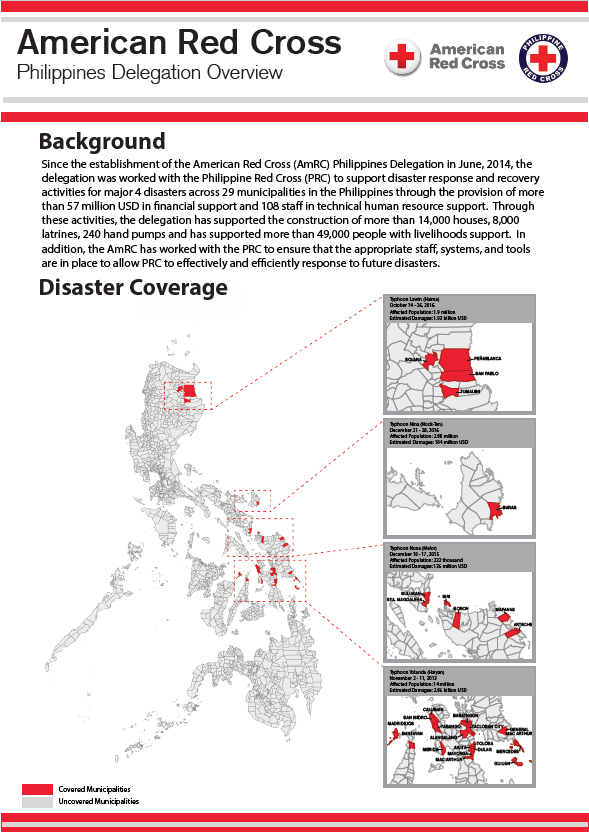 American Red Cross
Philippines Delegation Overview
American
Red Cross
PHILIPPINE
RED CROSS
Background
Since the establishment of the American Red Cross (AmRC) Philippines Delegation in June, 2014, the
delegation was worked with the Philippine Red Cross (PRC) to support disaster response and recovery
activities for major 4 disasters across 29 municipalities in the Philippines through the provision of more
than 57 million USD in financial support and 108 staff in technical human resource support. Through
these activities, the delegation has supported the construction of more than 14,000 houses, 8,000
latrines, 240 hand pumps and has supported more than 49,000 people with livelihoods support. In
addition, the AmRC has worked with the PRC to ensure that the appropriate staff, systems, and tools
are in place to allow PRC to effectively and efficiently response to future disasters.
Disaster Coverage
Typhoon Lawin (Haima)
October 14 - 26, 2016
Affected Population: 1.9 million
Estimated Damages: 1.93 billion USD
SOLANA
PEÑABLANCA
SAN PABLO
TUMAUINI
Typhoon Nina (Nock-Ten)
December 21 - 28, 2016
Affected Population: 2.88 million
Estimated Damages: 104 million USD
BARAS
Typhoon Nona (Melor)
December 10 - 17, 2015
Affected Population: 222 thousand
Estimated Damages: 136 million USD
BULUSAN
STA. MAGDALENA
BIRI
BOBON
MAPANAS
ARTECHE
Typhoon Yolanda (Haiyan)
November 2 - 11, 2013
Affected Population: 14 million
Estimated Damages: 2.86 billion USD
CALUBIAN
SAN ISIDRO
MADRIDEJOS
BANTAYAN
TABANGO
BABATNGON
TACLOBAN CITY
ALANGALANG
GENERAL
MAC ARTHUR
MERIDA
JULITA
TOLOSA
DULAG
MAYORGA
MAC ARTHUR
MERCEDES
GUIUAN
Covered Municipalities
Uncovered Municipalities